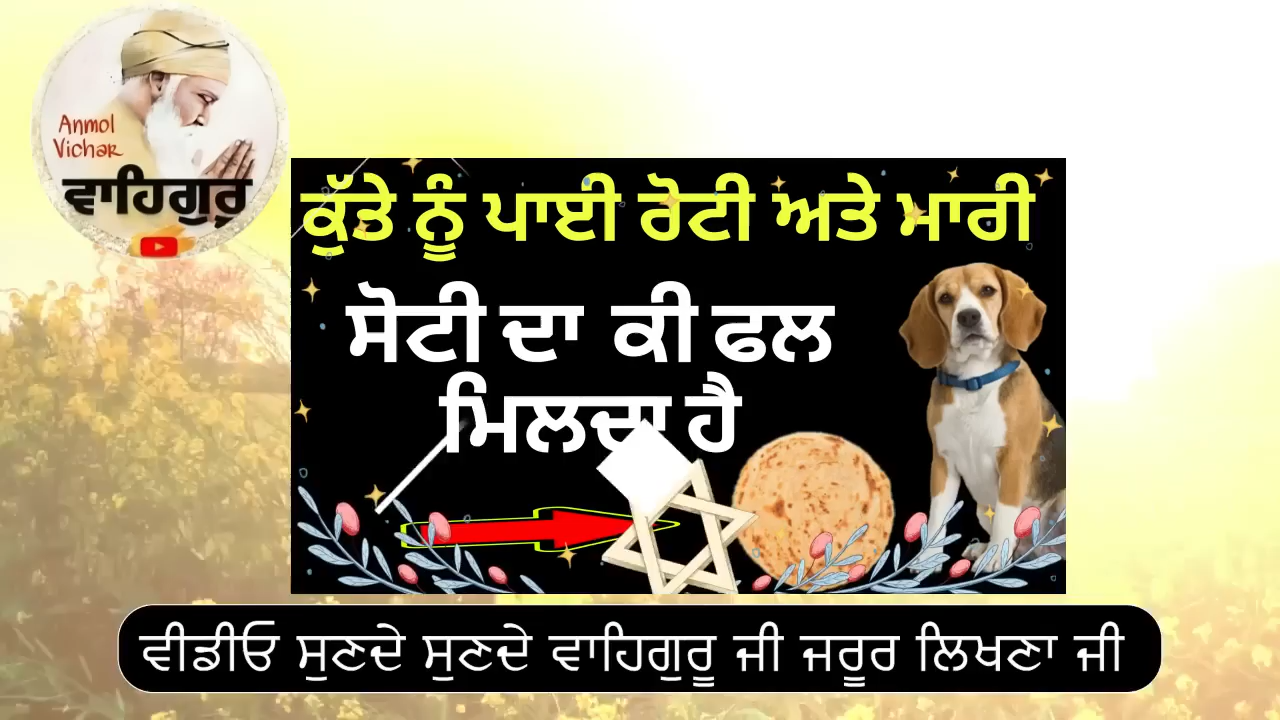 Anmol
Vichar
ਵਾਹਿਗੁਰੂ
ਕੁੱਤੇ ਨੂੰ ਪਾਈ ਰੋਟੀ ਅਤੇ ਮਾਰੀ
ਸੋਟੀ ਦਾ ਕੀ ਫਲ
ਮਿਲਦਾ ਹੈ
ਵੀਡੀਓ ਸੁਣਦੇ ਸੁਣਦੇ ਵਾਹਿਗੁਰੂ ਜੀ ਜਰੂਰ ਲਿਖਣਾ ਜੀ